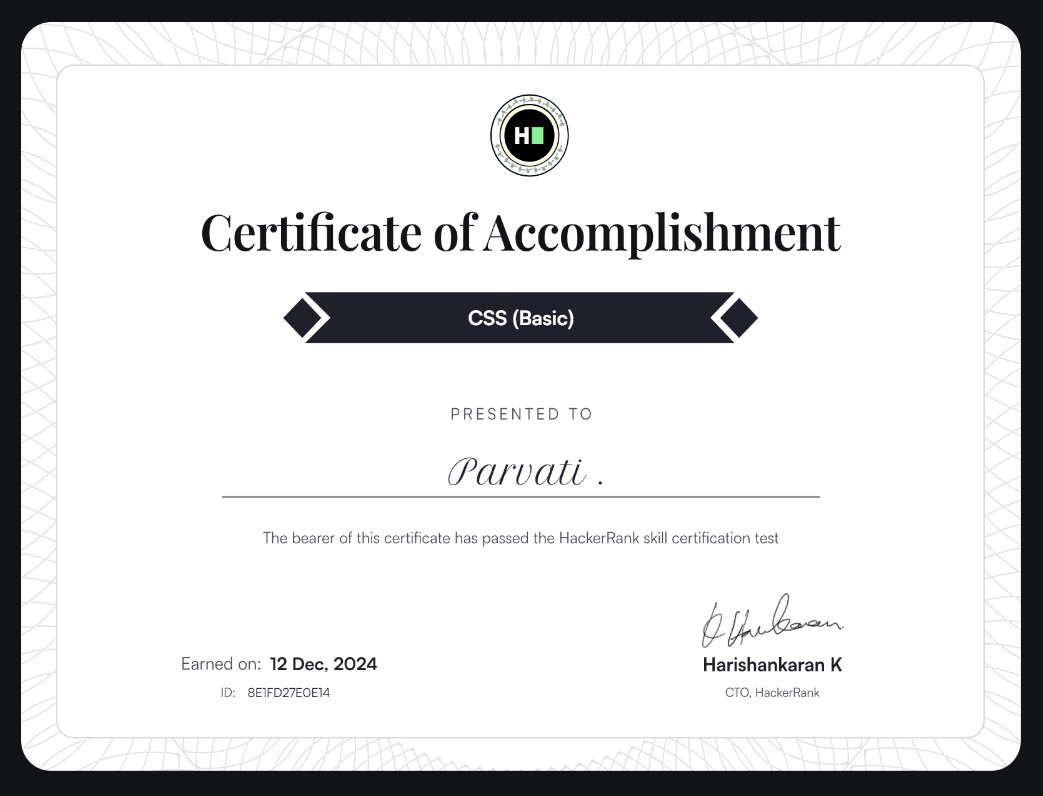 H
Certificate of Accomplishment
CSS (Basic)
PRESENTED TO
Parvati .
The bearer of this certificate has passed the HackerRank skill certification test
Earned on: 12 Dec, 2024
ID: 8E1FD27E0E14
Harishankaran K
CTO, HackerRank